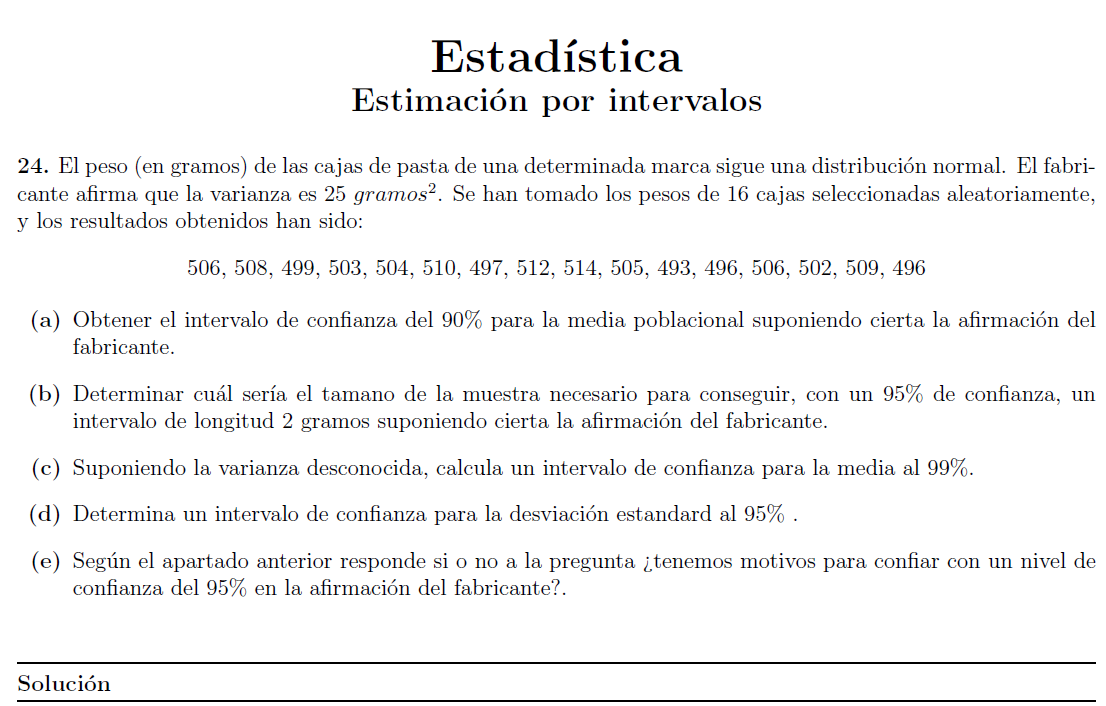 Estadística
Estimación por intervalos
24. El peso (en gramos) de las cajas de pasta de una determinada marca sigue una distribución normal. El fabri-
cante afirma que la varianza es 25 gramos². Se han tomado los pesos de 16 cajas seleccionadas aleatoriamente,
y los resultados obtenidos han sido:
506, 508, 499, 503, 504, 510, 497, 512, 514, 505, 493, 496, 506, 502, 509, 496
(a) Obtener el intervalo de confianza del 90% para la media poblacional suponiendo cierta la afirmación del
fabricante.
(b) Determinar cuál sería el tamano de la muestra necesario para conseguir, con un 95% de confianza, un
intervalo de longitud 2 gramos suponiendo cierta la afirmación del fabricante.
(c) Suponiendo la varianza desconocida, calcula un intervalo de confianza para la media al 99%.
(d) Determina un intervalo de confianza para la desviación estandard al 95% .
(e) Según el apartado anterior responde si o no a la pregunta ¿tenemos motivos para confiar con un nivel de
confianza del 95% en la afirmación del fabricante?.
Solución